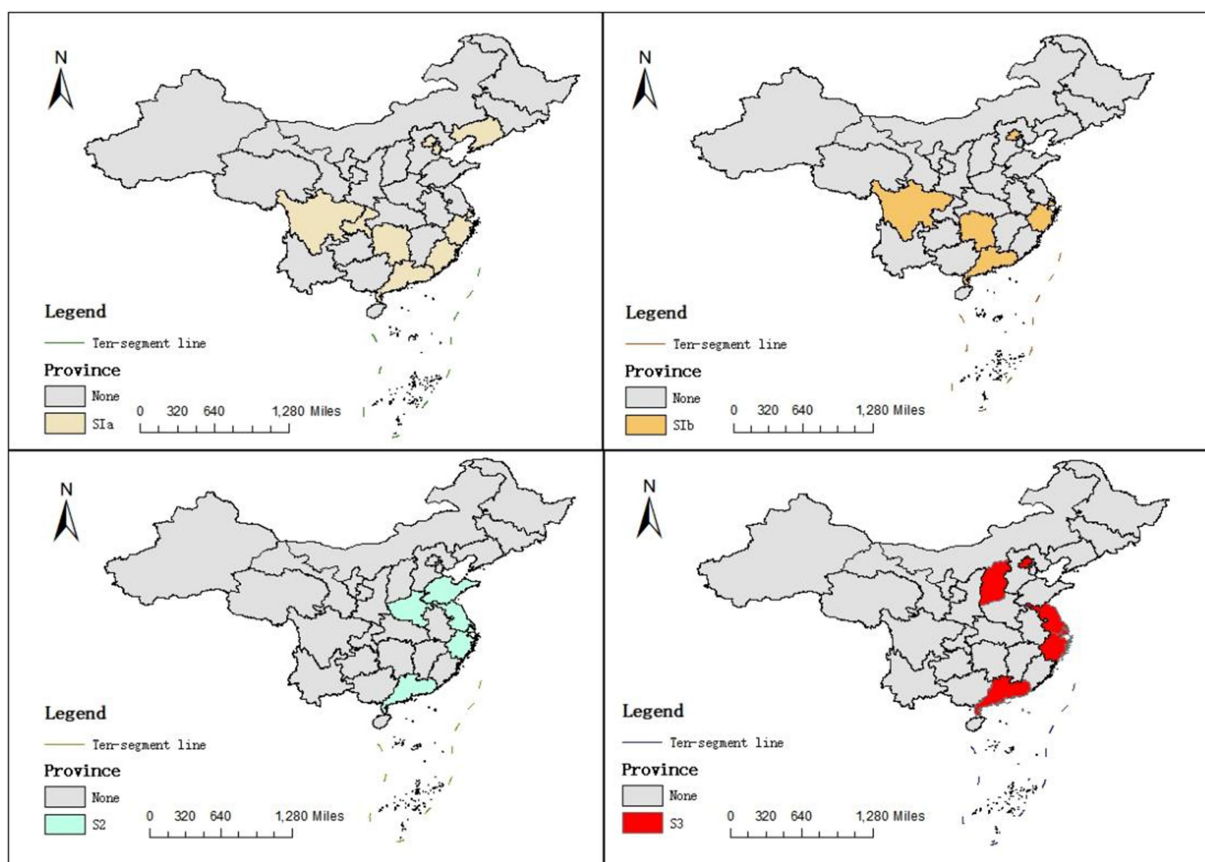 N
Legend
Ten-segment line
Province
None
SIa
0 320 640 1,280 Miles
N
Legend
Ten-segment line
Province
None
SIb
0 320 640 1,280 Miles
N
Legend
Ten-segment line
Province
None
S2
0 320 640 1,280 Miles
N
Legend
Ten-segment line
Province
None
S3
0 320 640 1,280 Miles